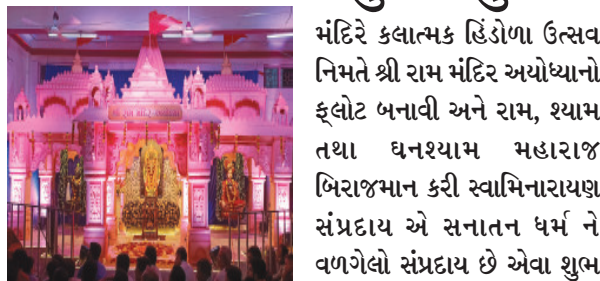 મંદિરે કલાત્મક હિંડોળા ઉત્સવ
નિમતે શ્રી રામ મંદિર અયોધ્યાનો
ફ્લોટ બનાવી અને રામ, શ્યામ
તથા ઘનશ્યામ મહારાજ
બિરાજમાન કરી સ્વામિનારાયણ
સંપ્રદાય એ સનાતન ધર્મ ને
વળગેલો સંપ્રદાય છે એવા શુભ